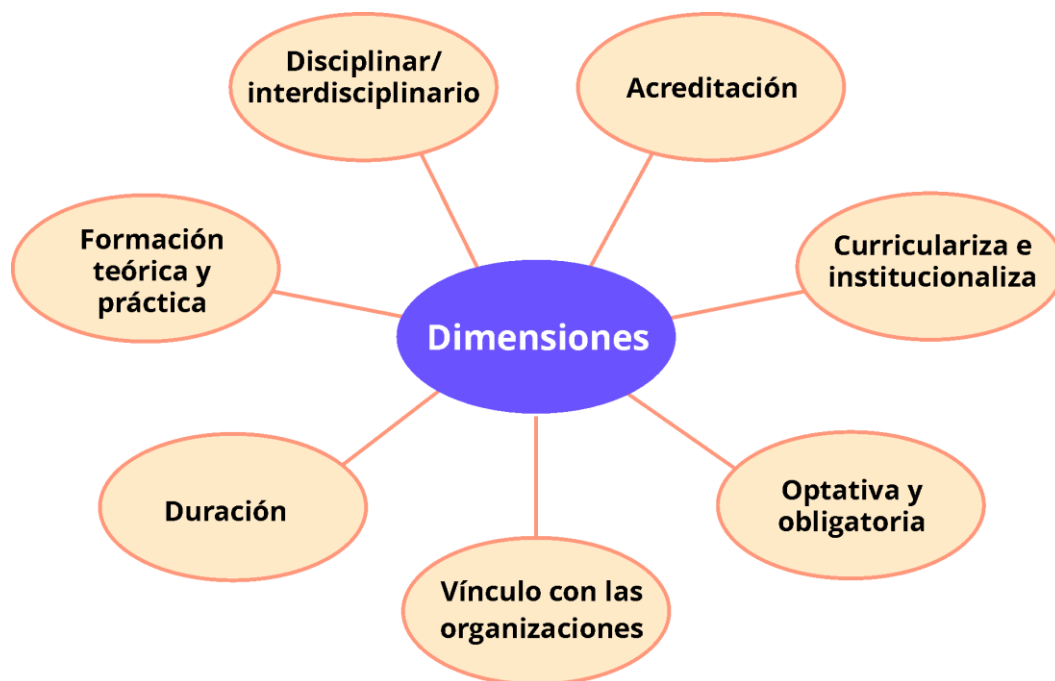 Disciplinar/
interdisciplinario
Acreditación
Formación
teórica y
práctica
Curriculariza e
institucionaliza
Dimensiones
Duración
Optativa y
obligatoria
Vínculo con las
organizaciones